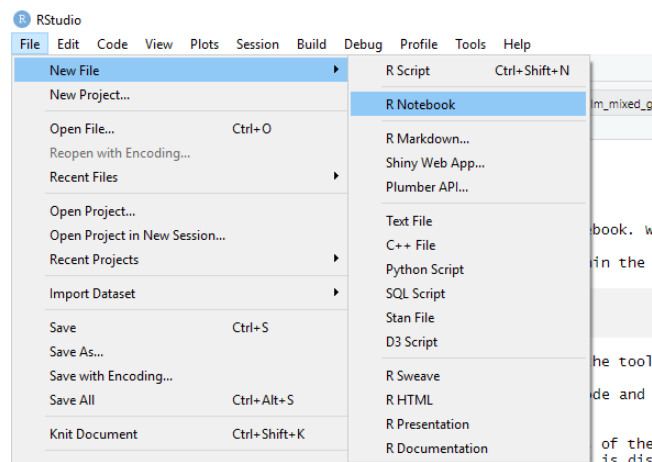 R RStudio
File Edit Code View Plots Session Build Debug Profile Tools Help
New File
New Project...
Open File... Ctrl+O
Reopen with Encoding...
Recent Files
Open Project...
Open Project in New Session...
Recent Projects
Import Dataset
Save Ctrl+S
Save As...
Save with Encoding...
Save All Ctrl+Alt+S
Knit Document Ctrl+Shift+K
R Script Ctrl+Shift+N
R Notebook
R Markdown...
Shiny Web App...
Plumber API...
Text File
C++ File
Python Script
SQL Script
Stan File
D3 Script
R Sweave
R HTML
R Presentation
R Documentation
lm_mixed_g
book. W
in the
he tool
de and
of the
is dis